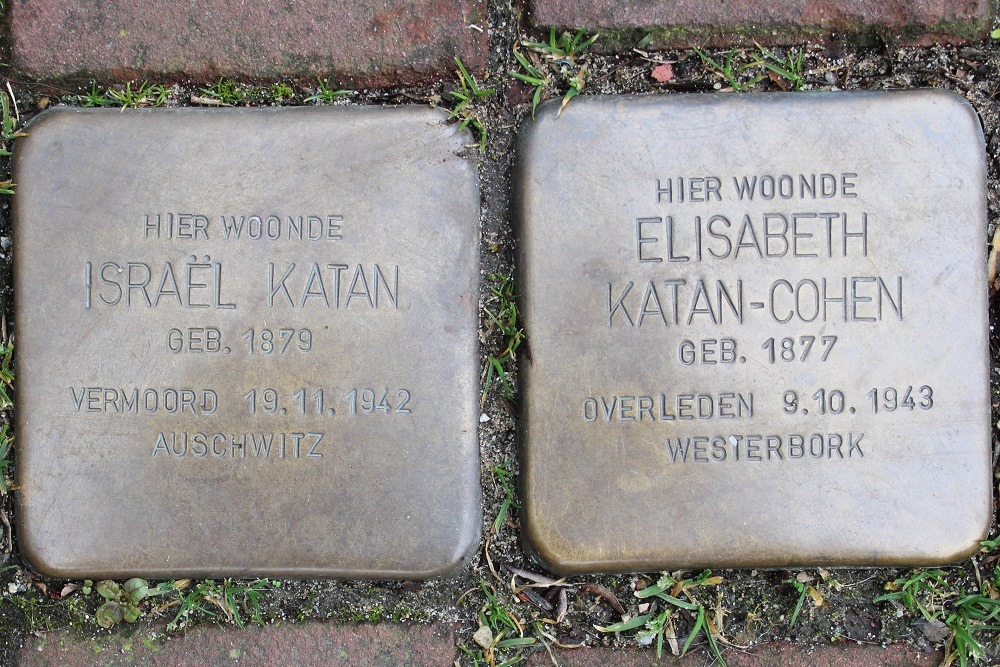 HIER WOONDE
ISRAËL KATAN
GEB. 1879
VERMOORD 19.11.1942
AUSCHWITZ
HIER WOONDE
ELISABETH
KATAN-COHEN
GEB. 1877
OVERLEDEN 9.10.1943
WESTERBORK